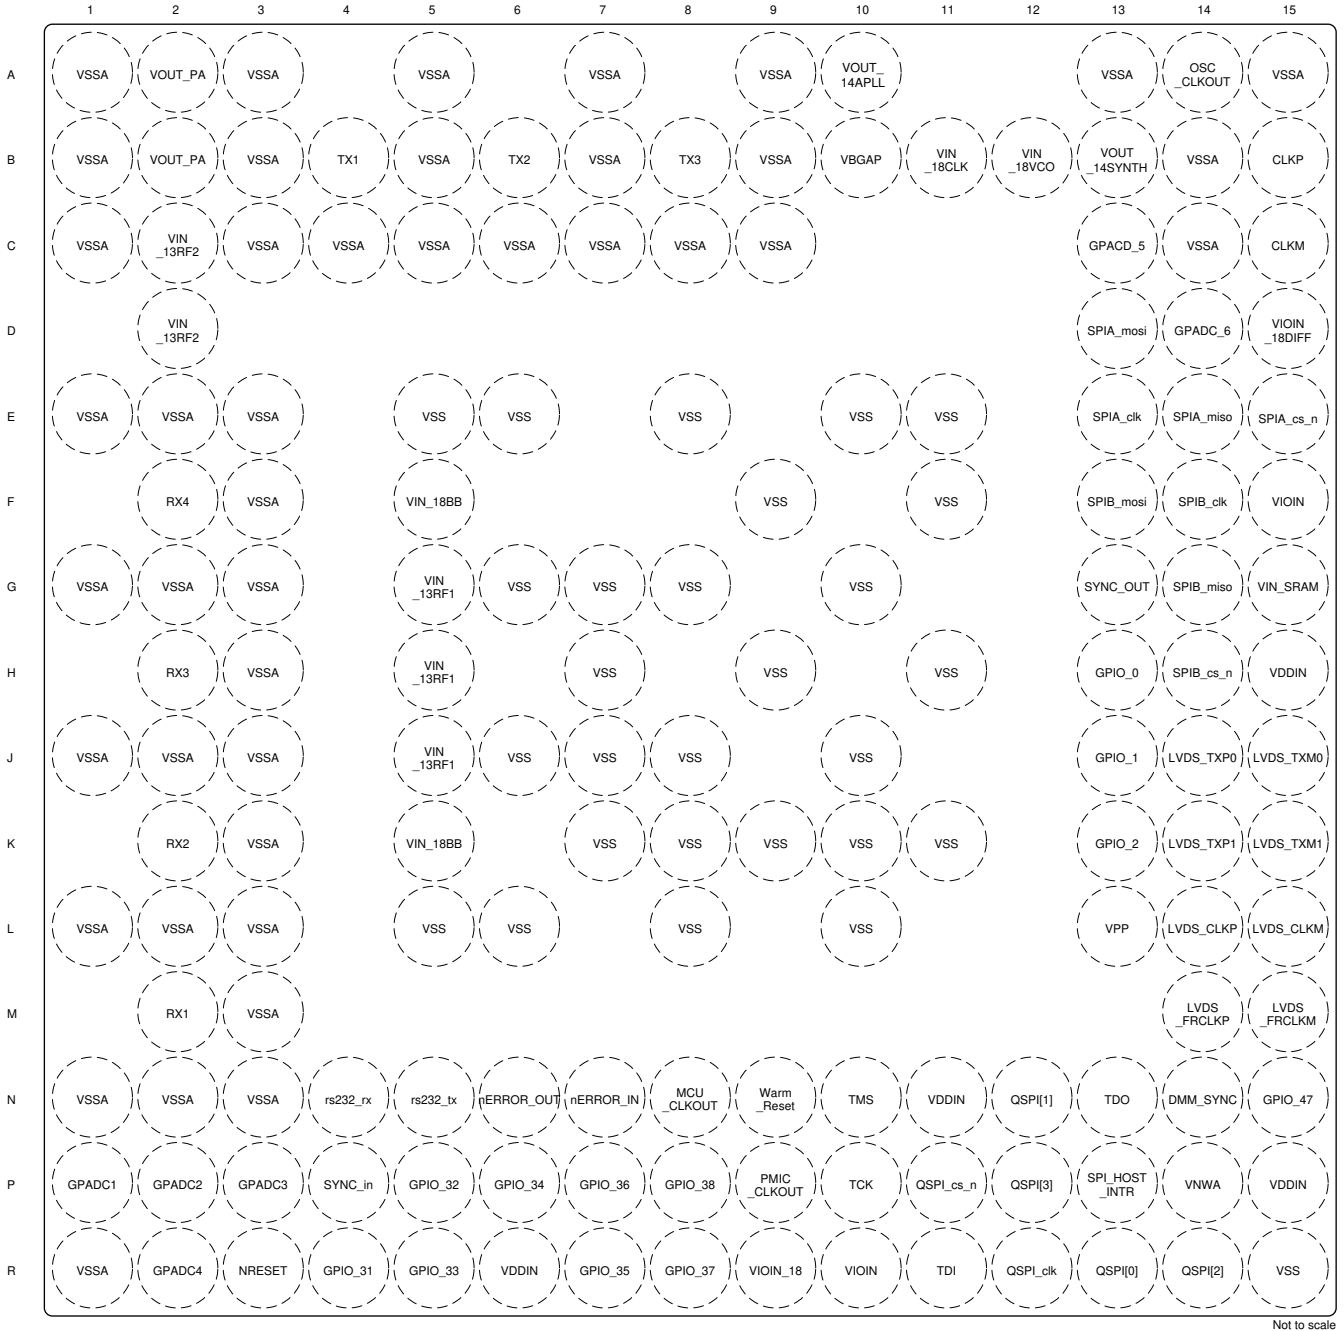 1 2 3 4 5 6 7 8 9 10 11 12 13 14 15
A VSSA VOUT_PA VSSA VSSA VSSA VSSA VOUT_ 14APLL VSSA OSC _CLKOUT VSSA
B VSSA VOUT_PA VSSA TX1 VSSA TX2 VSSA TX3 VSSA VBGAP VIN _18CLK VIN _18VCO VOUT _14SYNTH VSSA CLKP
C VSSA VIN _13RF2 VSSA VSSA VSSA VSSA VSSA VSSA VSSA GPACD_5 VSSA CLKM
D VIN _13RF2 SPIA_mosi GPADC_6 VIOIN _18DIFF
E VSSA VSSA VSSA VSS VSS VSS VSS VSS SPIA_clk SPIA_miso SPIA_cs_n
F RX4 VSSA VIN_18BB VSS VSS SPIB_mosi SPIB_clk VIOIN
G VSSA VSSA VSSA VIN _13RF1 VSS VSS VSS VSS SYNC_OUT SPIB_miso VIN_SRAM
H RX3 VSSA VIN _13RF1 VSS VSS VSS GPIO_0 SPIB_cs_n VDDIN
J VSSA VSSA VSSA VIN _13RF1 VSS VSS VSS VSS GPIO_1 LVDS_TXP0 LVDS_TXM0
K RX2 VSSA VIN_18BB VSS VSS VSS VSS VSS GPIO_2 LVDS_TXP1 LVDS_TXM1
L VSSA VSSA VSSA VSS VSS VSS VSS VPP LVDS_CLKP LVDS_CLKM
M RX1 VSSA LVDS _FRCLKP LVDS _FRCLKM
N VSSA VSSA VSSA rs232_rx rs232_tx nERROR_OUT nERROR_IN MCU _CLKOUT Warm _Reset TMS VDDIN QSPI[1] TDO DMM_SYNC GPIO_47
P GPADC1 GPADC2 GPADC3 SYNC_in GPIO_32 GPIO_34 GPIO_36 GPIO_38 PMIC _CLKOUT TCK QSPI_cs_n QSPI[3] SPI_HOST _INTR VNWA VDDIN
R VSSA GPADC4 NRESET GPIO_31 GPIO_33 VDDIN GPIO_35 GPIO_37 VIOIN_18 VIOIN TDI QSPI_clk QSPI[0] QSPI[2] VSS
Not to scale